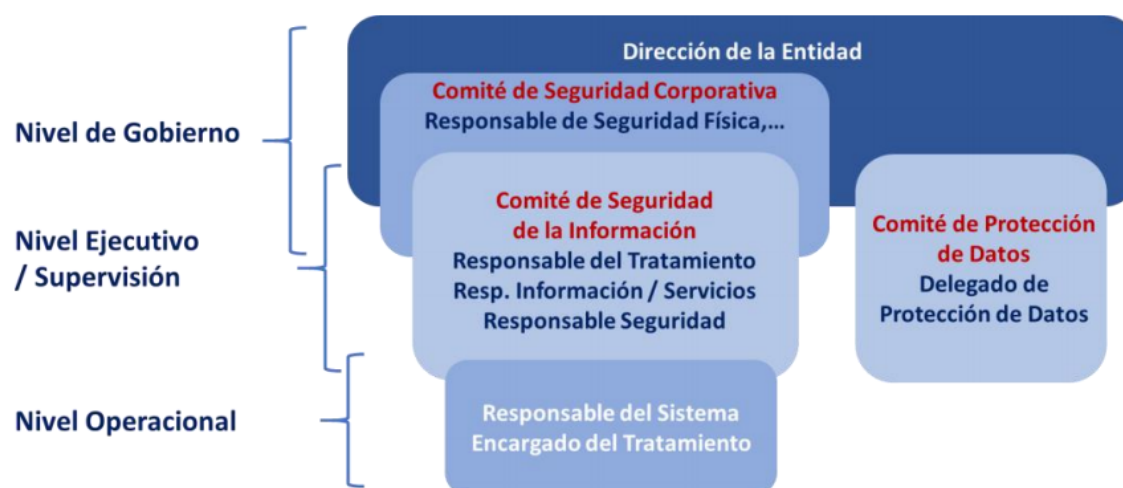 Dirección de la Entidad
Comité de Seguridad Corporativa
Responsable de Seguridad Física,...
Nivel de Gobierno
Comité de Seguridad
de la Información
Responsable del Tratamiento
Resp. Información / Servicios
Responsable Seguridad
Comité de Protección
de Datos
Delegado de
Protección de Datos
Nivel Ejecutivo
/ Supervisión
Nivel Operacional
Responsable del Sistema
Encargado del Tratamiento